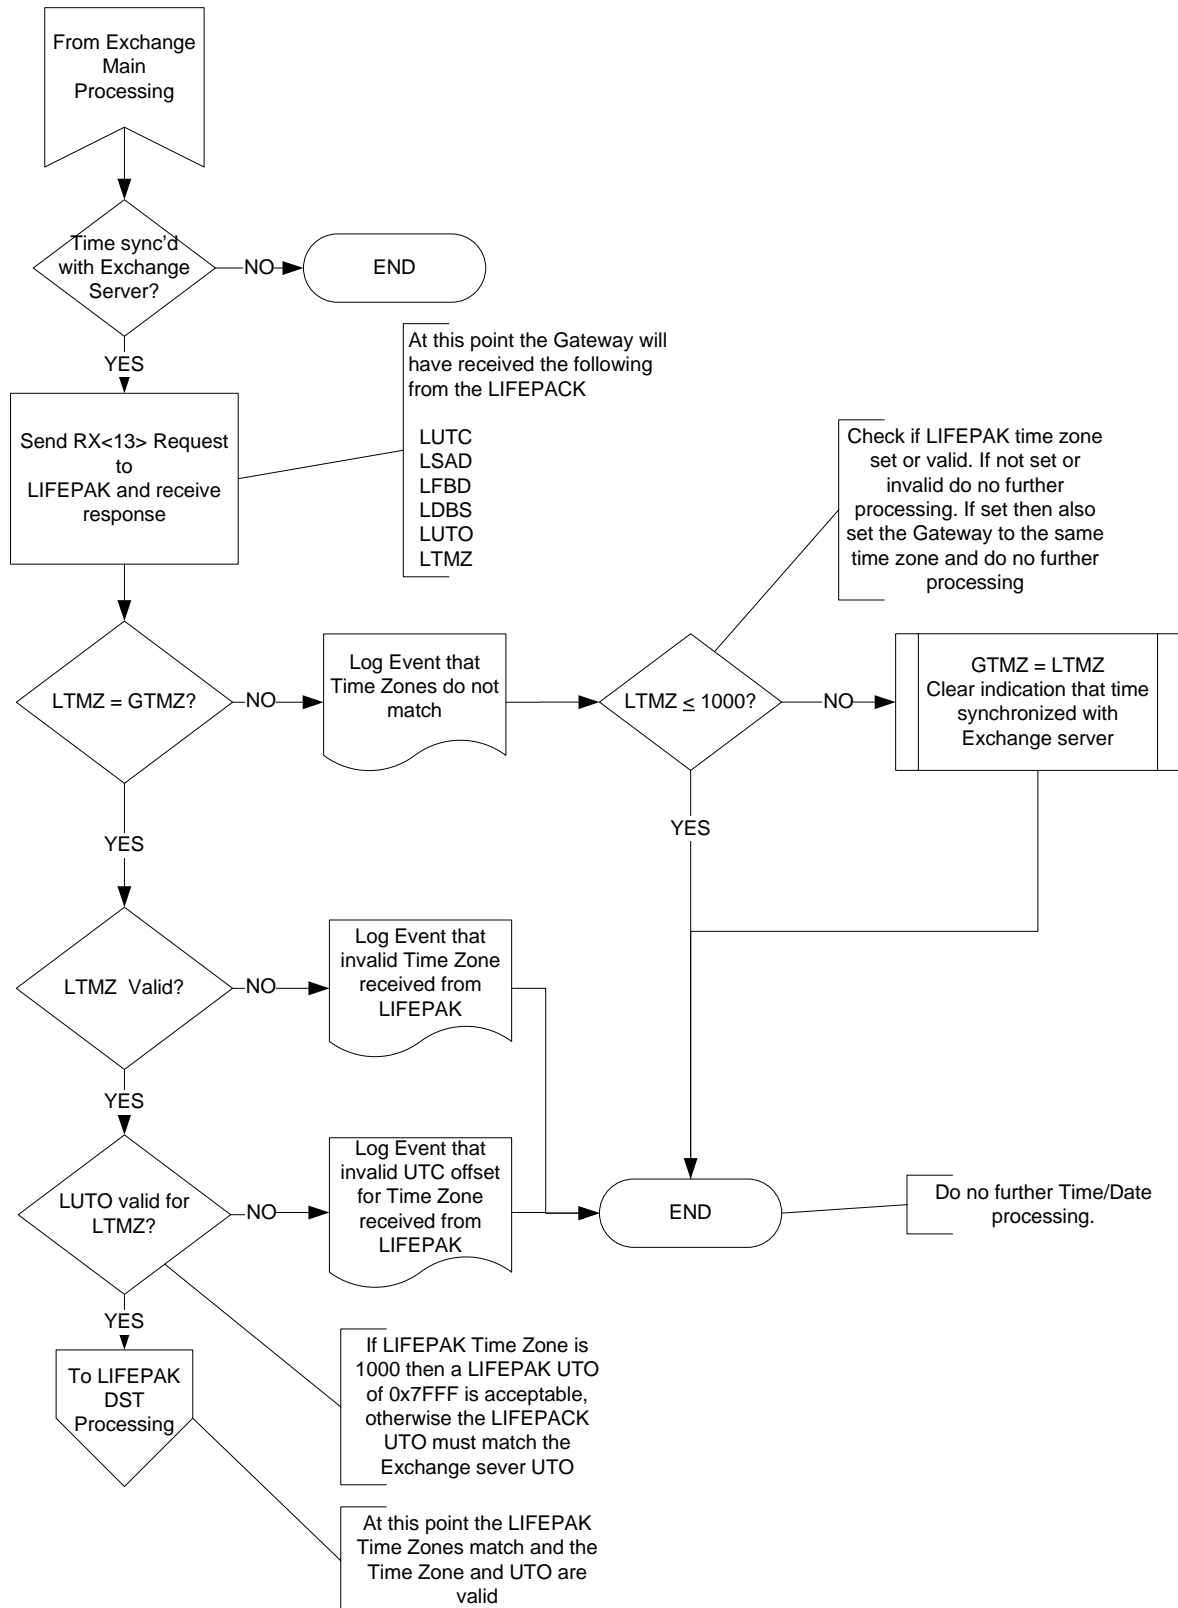 From Exchange
Main
Processing
Time sync'd
with Exchange
Server?
NO
END
YES
At this point the Gateway will
have received the following
from the LIFEPACK
LUTC
LSAD
LFBD
LDBS
LUTO
LTMZ
Send RX<13> Request
to
LIFEPAK and receive
response
Check if LIFEPAK time zone
set or valid. If not set or
invalid do no further
processing. If set then also
set the Gateway to the same
time zone and do no further
processing
LTMZ = GTMZ?
NO
Log Event that
Time Zones do not
match
LTMZ ≤ 1000?
NO
GTMZ = LTMZ
Clear indication that time
synchronized with
Exchange server
YES
YES
LTMZ Valid?
NO
Log Event that
invalid Time Zone
received from
LIFEPAK
YES
LUTO valid for
LTMZ?
NO
Log Event that
invalid UTC offset
for Time Zone
received from
LIFEPAK
END
Do no further Time/Date
processing.
YES
To LIFEPAK
DST
Processing
If LIFEPAK Time Zone is
1000 then a LIFEPAK UTO
of 0x7FFF is acceptable,
otherwise the LIFEPACK
UTO must match the
Exchange sever UTO
At this point the LIFEPAK
Time Zones match and the
Time Zone and UTO are
valid